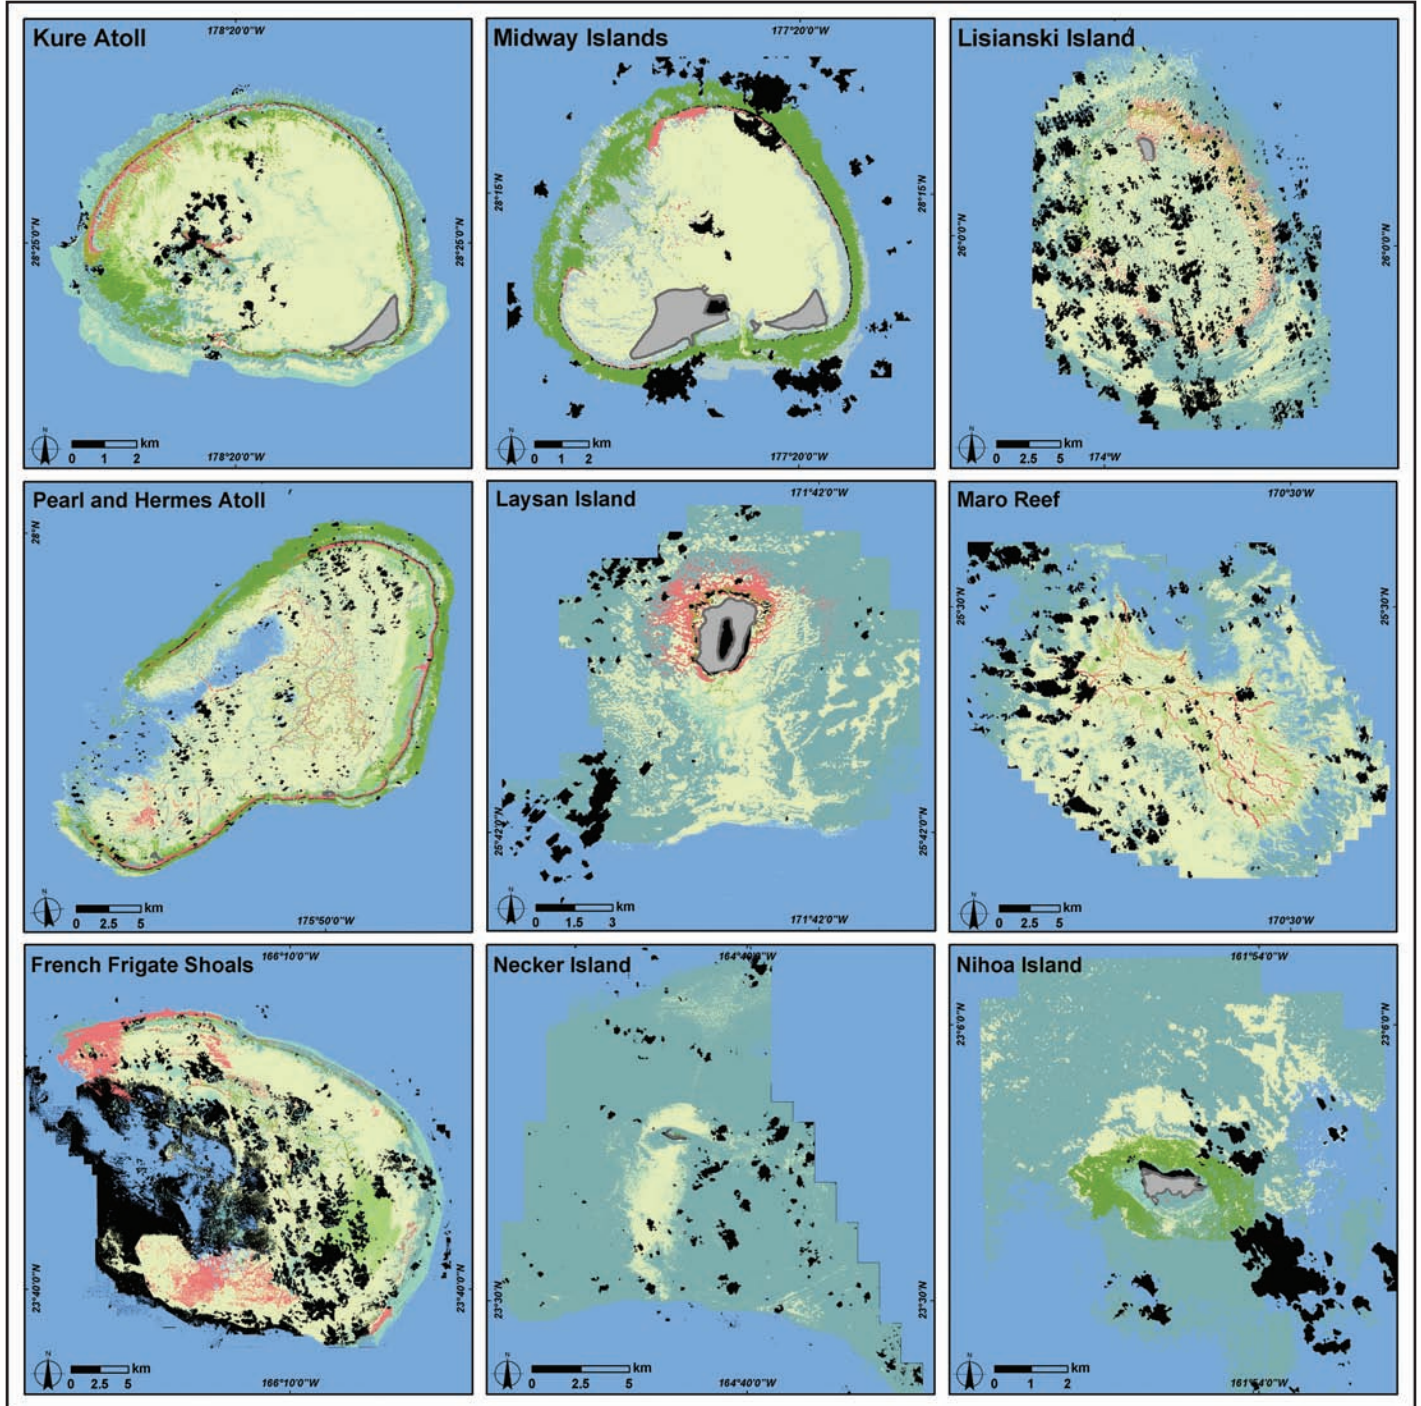 Kure Atoll
178°20'0"W
28°25'0"N
28°25'0"N
N
km
0 1 2
178°20'0"W
Midway Islands
177°20'0"W
28°15'N
28°15'N
N
km
0 1 2
177°20'0"W
Lisianski Island
26°0'0"N
26°0'0"N
N
km
0 2.5 5
174°W
Pearl and Hermes Atoll
28°N
N
km
0 2.5 5
175°50'0"W
Laysan Island
171°42'0"W
25°42'0"N
25°42'0"N
N
km
0 1.5 3
171°42'0"W
Maro Reef
170°30'W
25°30'N
25°30'N
N
km
0 2.5 5
170°30'W
French Frigate Shoals
166°10'0"W
23°40'0"N
23°40'0"N
N
km
0 2.5 5
166°10'0"W
Necker Island
164°40'0"W
23°30'N
23°30'N
N
km
0 2.5 5
164°40'0"W
Nihoa Island
161°54'0"W
23°6'0"N
23°6'0"N
N
km
0 1 2
161°54'0"W